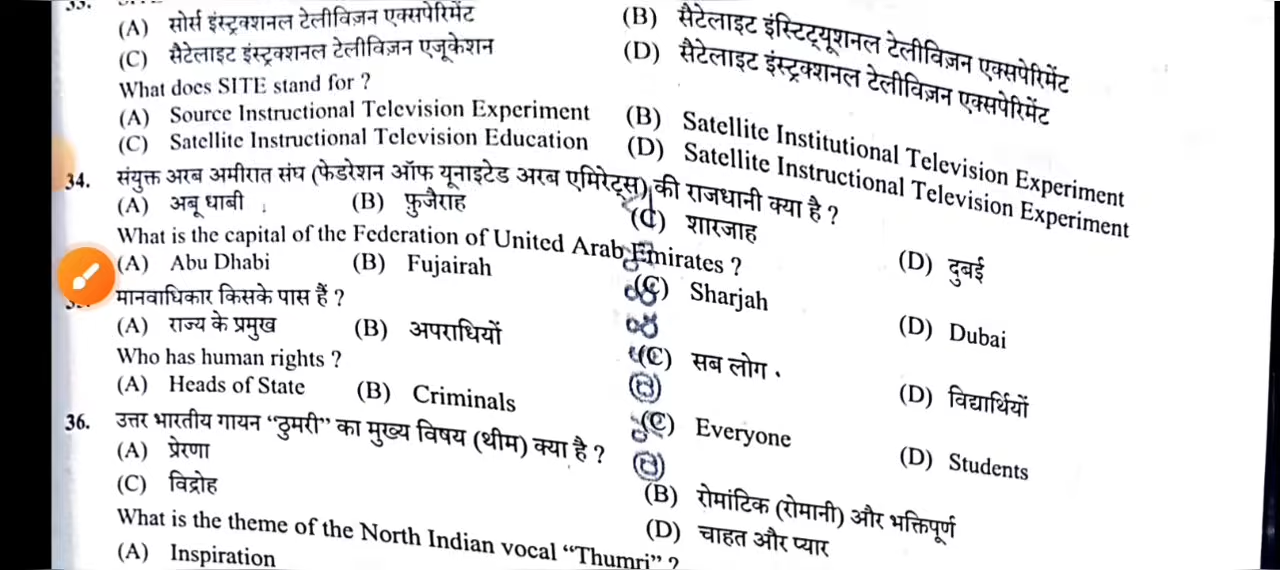 (A) सोर्स इंस्ट्रक्शनल टेलीविज़न एक्सपेरिमेंट (B) सैटेलाइट इंस्टिट्यूशनल टेलीविज़न एक्सपेरिमेंट
(C) सैटेलाइट इंस्ट्रक्शनल टेलीविज़न एजूकेशन (D) सैटेलाइट इंस्ट्रक्शनल टेलीविज़न एक्सपेरिमेंट
What does SITE stand for ?
(A) Source Instructional Television Experiment (B) Satellite Institutional Television Experiment
(C) Satellite Instructional Television Education (D) Satellite Instructional Television Experiment
34. संयुक्त अरब अमीरात संघ (फेडरेशन ऑफ यूनाइटेड अरब एमिरेट्स) की राजधानी क्या है ?
(A) अबू धाबी (B) फ़ुजैराह (C) शारजाह (D) दुबई
What is the capital of the Federation of United Arab Emirates ?
(A) Abu Dhabi (B) Fujairah (C) Sharjah (D) Dubai
मानवाधिकार किसके पास हैं ?
(A) राज्य के प्रमुख (B) अपराधियों (C) सब लोग (D) विद्यार्थियों
Who has human rights ?
(A) Heads of State (B) Criminals (C) Everyone (D) Students
36. उत्तर भारतीय गायन “ठुमरी” का मुख्य विषय (थीम) क्या है ?
(A) प्रेरणा (B) रोमांटिक (रोमानी) और भक्तिपूर्ण
(C) विद्रोह (D) चाहत और प्यार
What is the theme of the North Indian vocal “Thumri” ?
(A) Inspiration